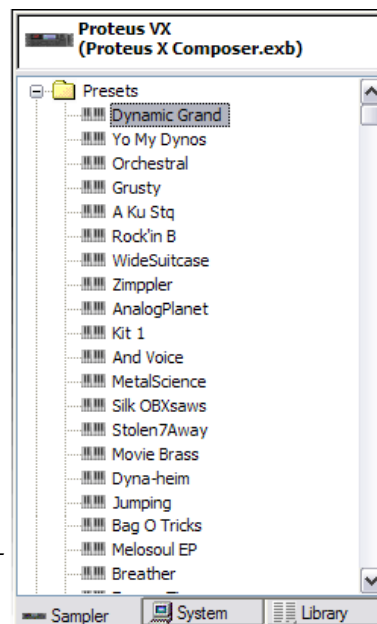 Proteus VX
(Proteus X Composer.exb)
Presets
Dynamic Grand
Yo My Dynos
Orchestral
Grusty
A Ku Stq
Rock'in B
WideSuitcase
Zimppler
AnalogPlanet
Kit 1
And Voice
MetalScience
Silk OBXsaws
Stolen7Away
Movie Brass
Dyna-heim
Jumping
Bag O Tricks
Melosoul EP
Breather
Sampler
System
Library